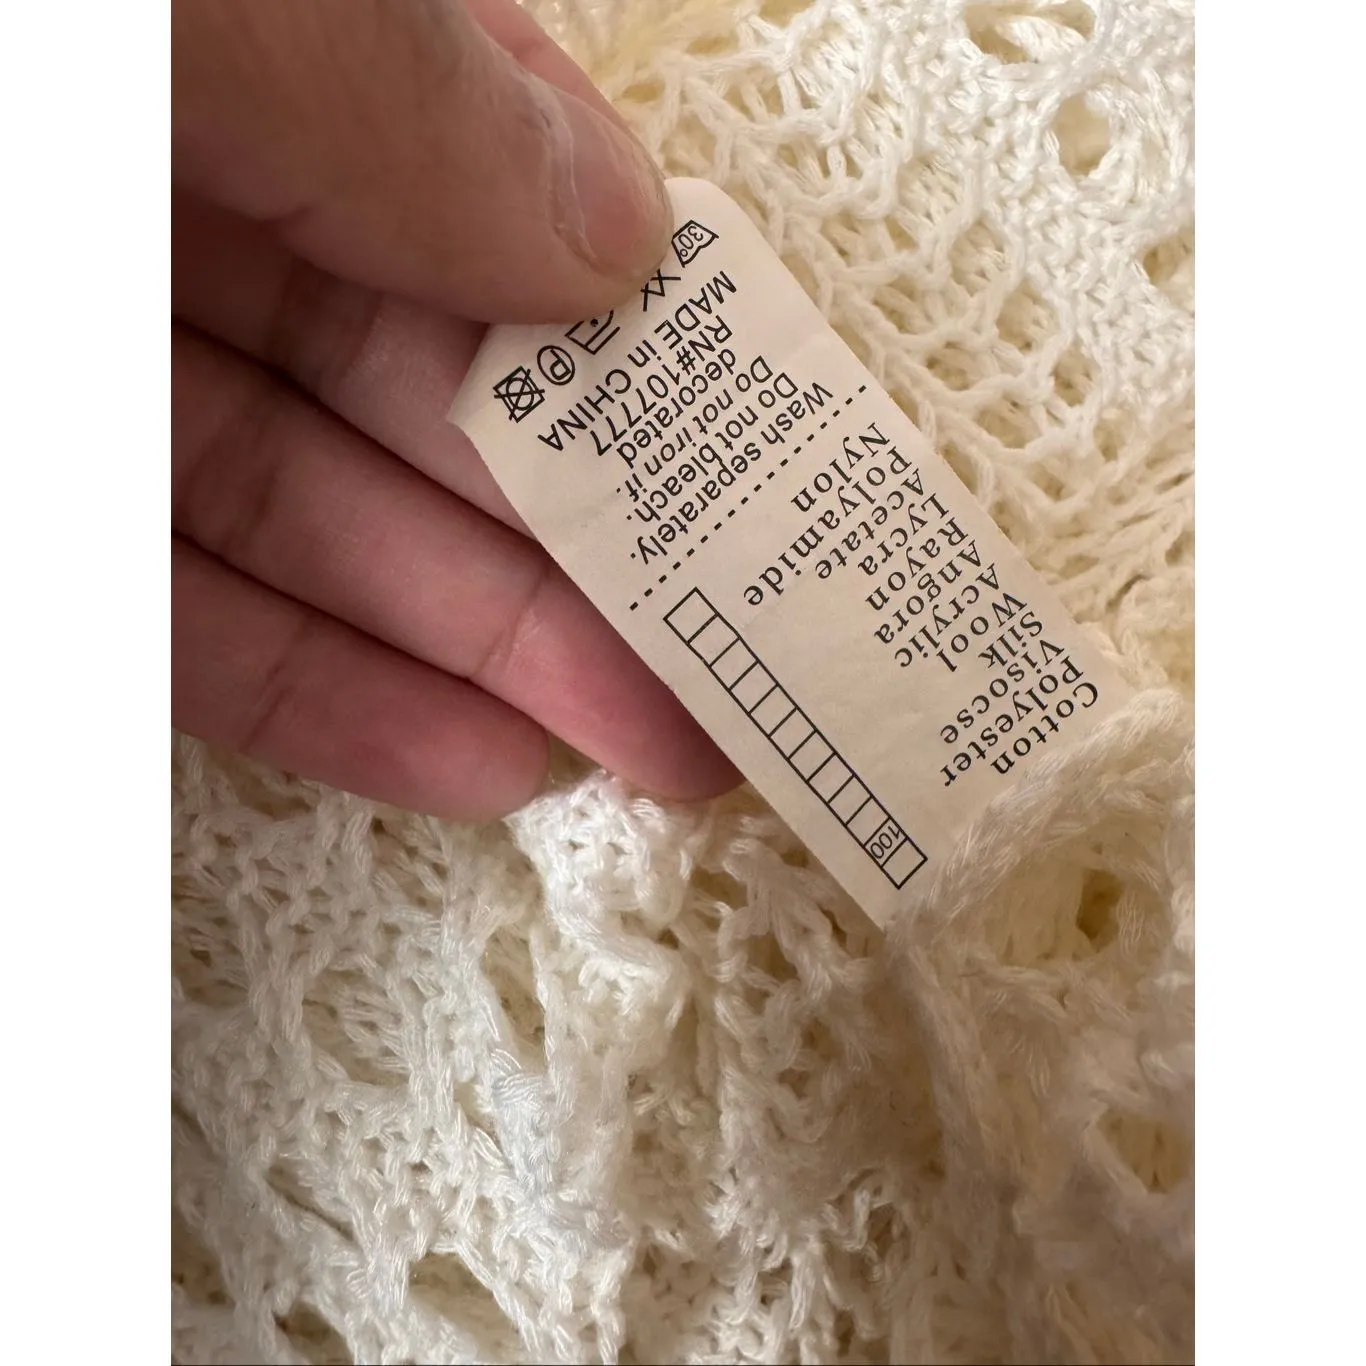 Cotton
Polyester 100
Visocse
Silk
Wool
Acrylic
Angora
Rayon
Lycra
Acetate
Polyamide
Nylon
Wash separately.
Do not bleach.
Do not iron if.
decorated
RN#107777
MADE in CHINA
30° P